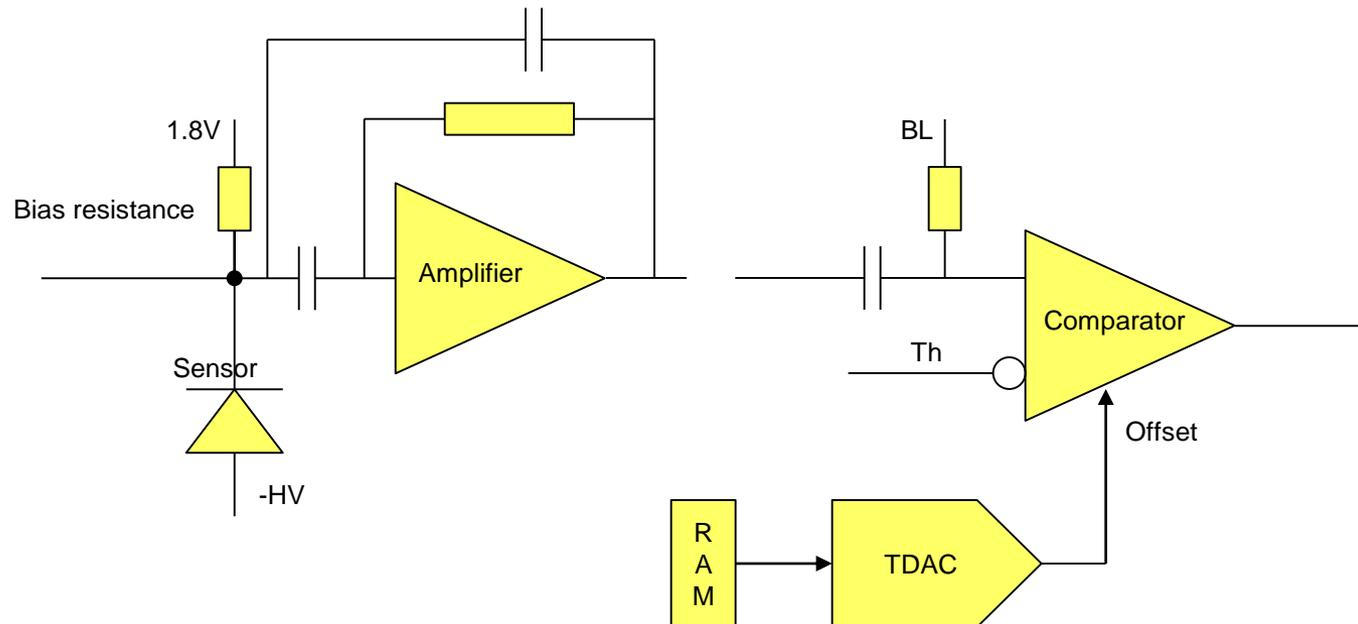 1.8V
BL
Bias resistance
Amplifier
Comparator
Th
Sensor
Offset
-HV
R
A
M
TDAC